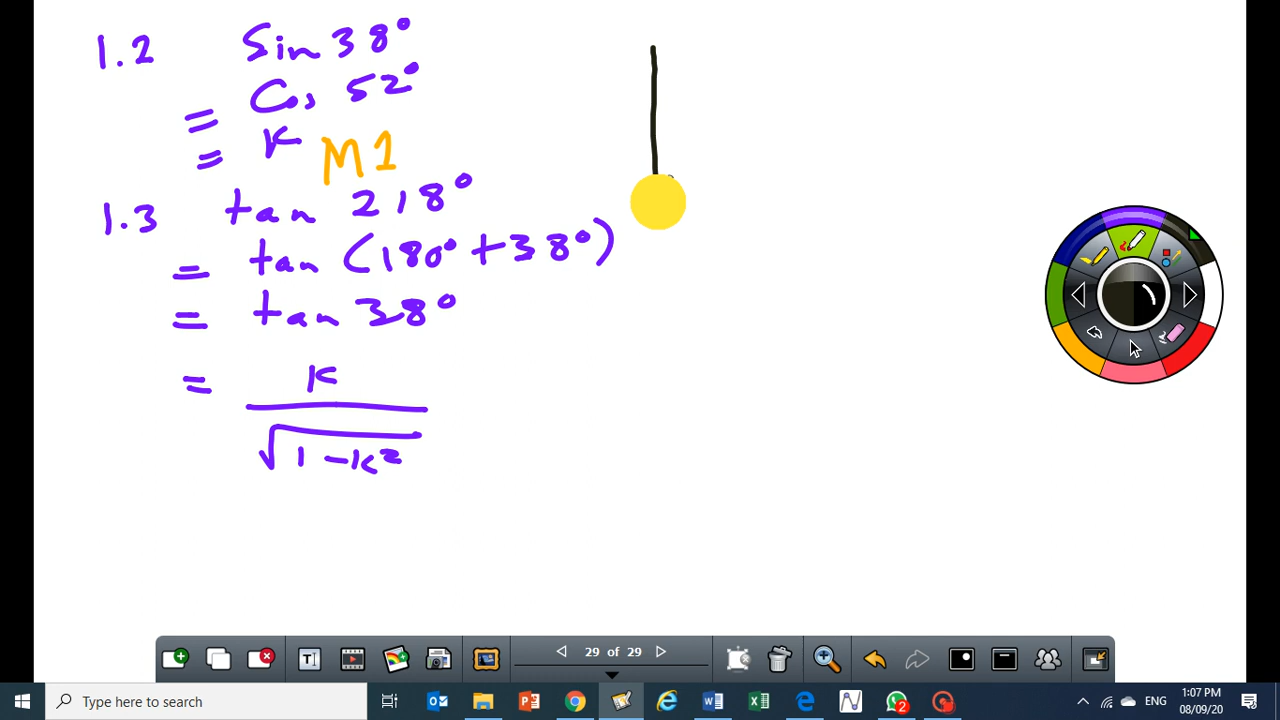 1.2 Sin 38°
= Cos 52°
= K M1
1.3 tan 218°
= tan (180° + 38°)
= tan 38°
= K
√1 - K²
29 of 29
Type here to search
2
ENG
1:07 PM
08/09/20